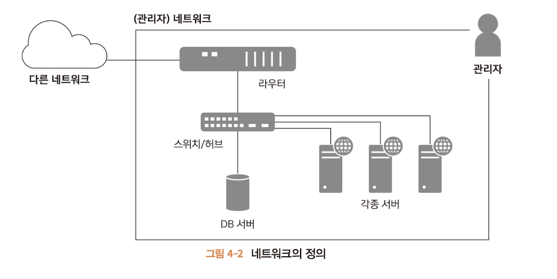 (관리자) 네트워크
다른 네트워크
관리자
라우터
스위치/허브
각종 서버
DB 서버
그림 4-2 네트워크의 정의